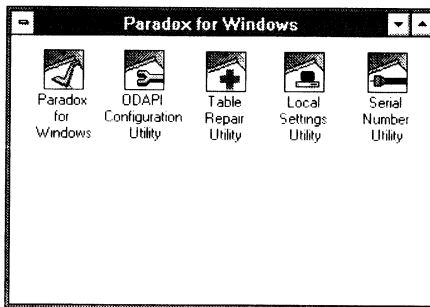 Paradox for Windows
Paradox
for
Windows
ODAPI
Configuration
Utility
Table
Repair
Utility
Local
Settings
Utility
Serial
Number
Utility